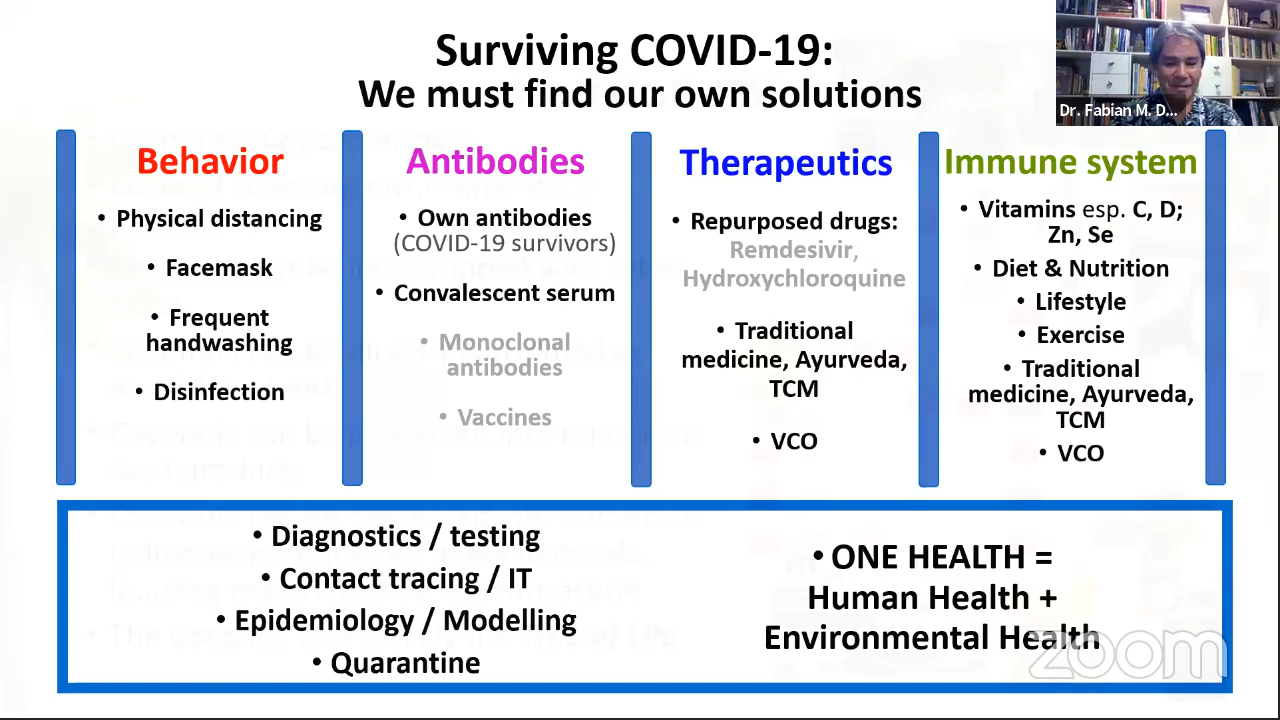 Surviving COVID-19:
We must find our own solutions
Dr. Fabian M. D...
Behavior
• Physical distancing
• Facemask
• Frequent
handwashing
• Disinfection
Antibodies
• Own antibodies
(COVID-19 survivors)
• Convalescent serum
• Monoclonal
antibodies
• Vaccines
Therapeutics
• Repurposed drugs:
Remdesivir,
Hydroxychloroquine
• Traditional
medicine, Ayurveda,
TCM
• VCO
Immune system
• Vitamins esp. C, D;
Zn, Se
• Diet & Nutrition
• Lifestyle
• Exercise
• Traditional
medicine, Ayurveda,
TCM
• VCO
• Diagnostics / testing
• Contact tracing / IT
• Epidemiology / Modelling
• Quarantine
• ONE HEALTH =
Human Health +
Environmental Health
zoom